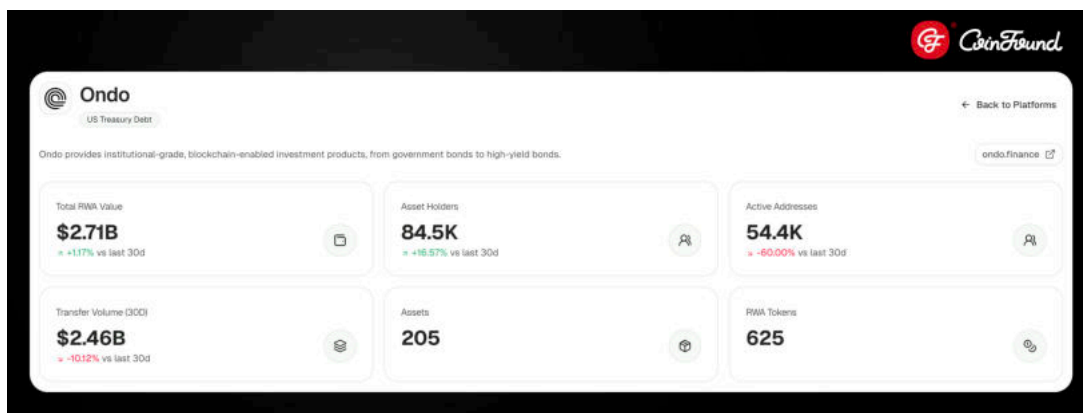 CoinFound
Ondo
US Treasury Debt
← Back to Platforms
Ondo provides institutional-grade, blockchain-enabled investment products, from government bonds to high-yield bonds.
ondo.finance
Total RWA Value
$2.71B
+1.17% vs last 30d
Asset Holders
84.5K
+16.57% vs last 30d
Active Addresses
54.4K
-60.00% vs last 30d
Transfer Volume (30D)
$2.46B
-10.12% vs last 30d
Assets
205
RWA Tokens
625